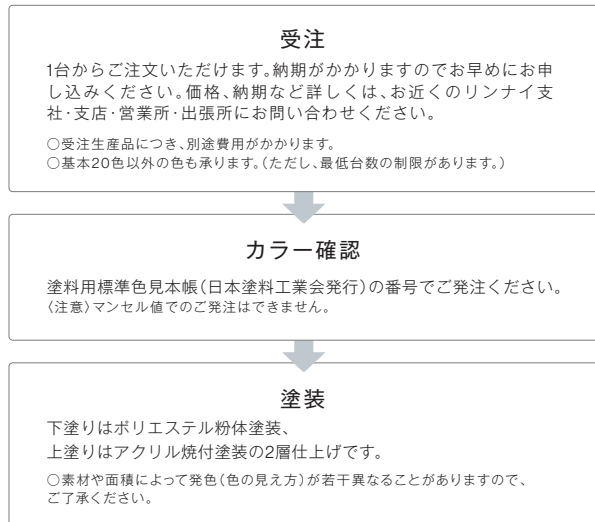 受注
1台からご注文いただけます。納期がかかりますのでお早めにお申
し込みください。価格、納期など詳しくは、お近くのリンナイ支
社・支店・営業所・出張所にお問い合わせください。
○受注生産品につき、別途費用がかかります。
○基本20色以外の色も承ります。（ただし、最低台数の制限があります。）
カラー確認
塗料用標準色見本帳（日本塗料工業会発行）の番号でご発注ください。
〈注意〉マンセル値でのご発注はできません。
塗装
下塗りはポリエステル粉体塗装、
上塗りはアクリル焼付塗装の2層仕上げです。
○素材や面積によって発色（色の見え方）が若干異なることがありますので、
ご了承ください。